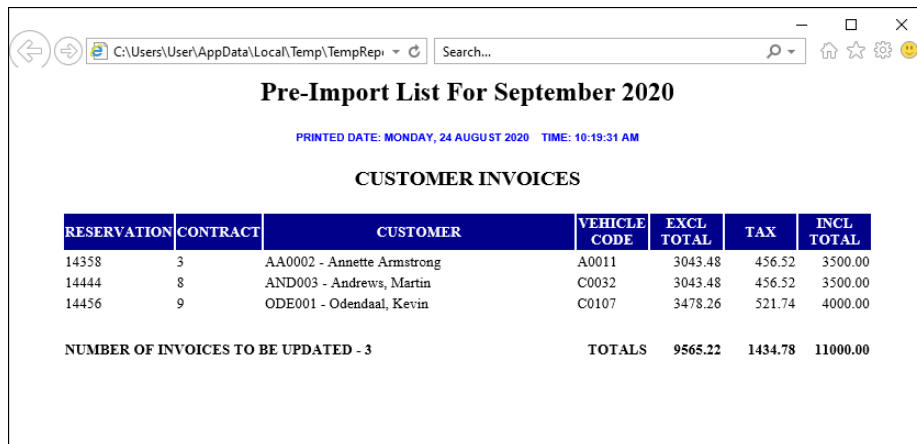 C:\Users\User\AppData\Local\Temp\TempRep
Search...
Pre-Import List For September 2020
PRINTED DATE: MONDAY, 24 AUGUST 2020 TIME: 10:19:31 AM
CUSTOMER INVOICES
RESERVATION CONTRACT CUSTOMER VEHICLE CODE EXCL TOTAL TAX INCL TOTAL
14358 3 AA0002 - Annette Armstrong A0011 3043.48 456.52 3500.00
14444 8 AND003 - Andrews, Martin C0032 3043.48 456.52 3500.00
14456 9 ODE001 - Odendaal, Kevin C0107 3478.26 521.74 4000.00
NUMBER OF INVOICES TO BE UPDATED - 3 TOTALS 9565.22 1434.78 11000.00